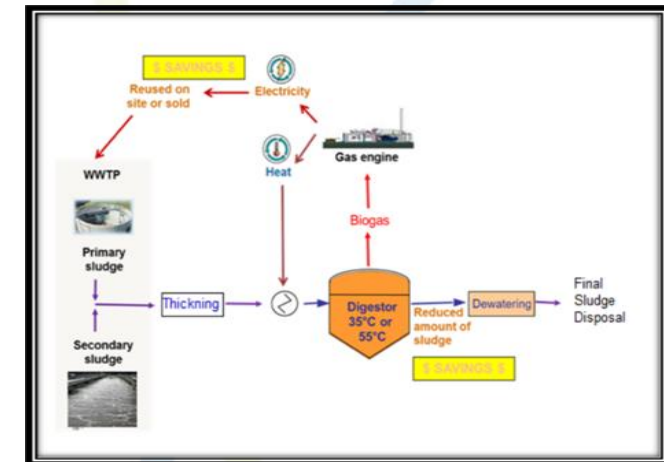 $ SAVINGS $
Reused on
site or sold
Electricity
Gas engine
Heat
WWTP
Biogas
Primary
sludge
Thickning
Digestor
35°C or
55°C
Reduced
amount of
sludge
Dewatering
Final
Sludge
Disposal
Secondary
sludge
$ SAVINGS $